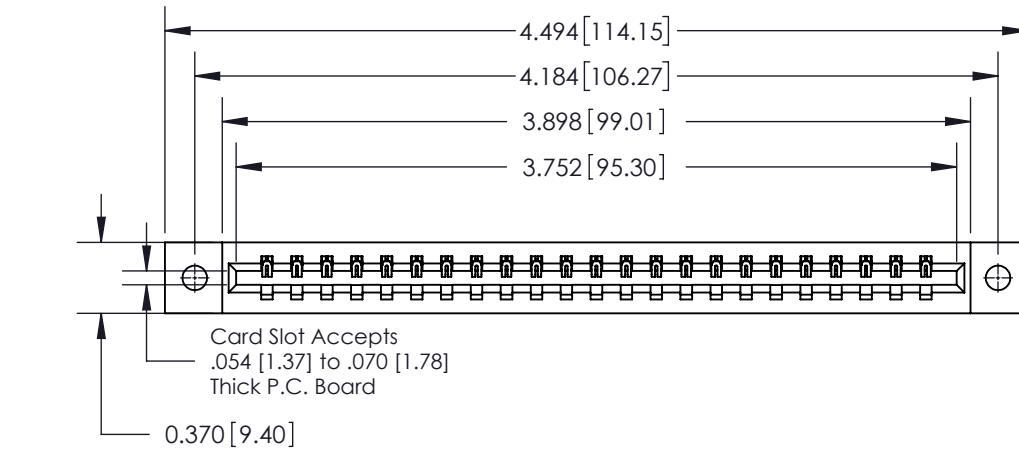 4.494 [114.15]
4.184 [106.27]
3.898 [99.01]
3.752 [95.30]
Card Slot Accepts
.054 [1.37] to .070 [1.78]
Thick P.C. Board
0.370 [9.40]